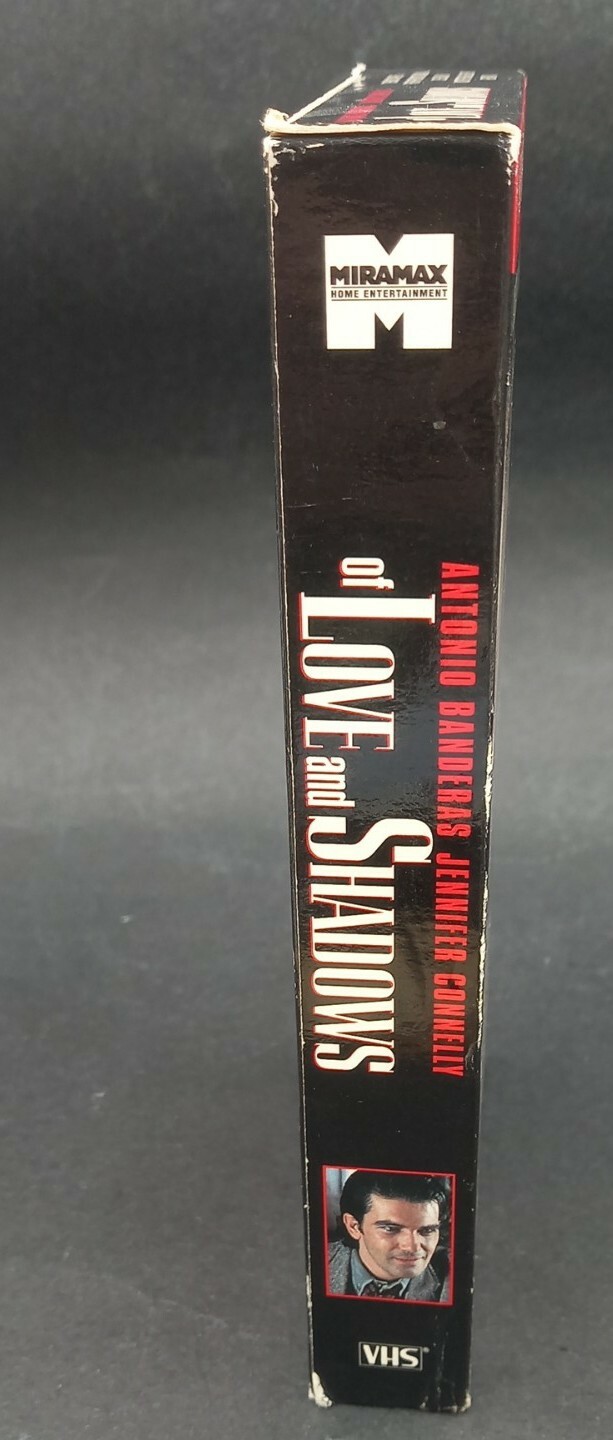 MIRAMAX
HOME ENTERTAINMENT
ANTONIO BANDERAS JENNIFER CONNELLY
of LOVE and SHADOWS
VHS®